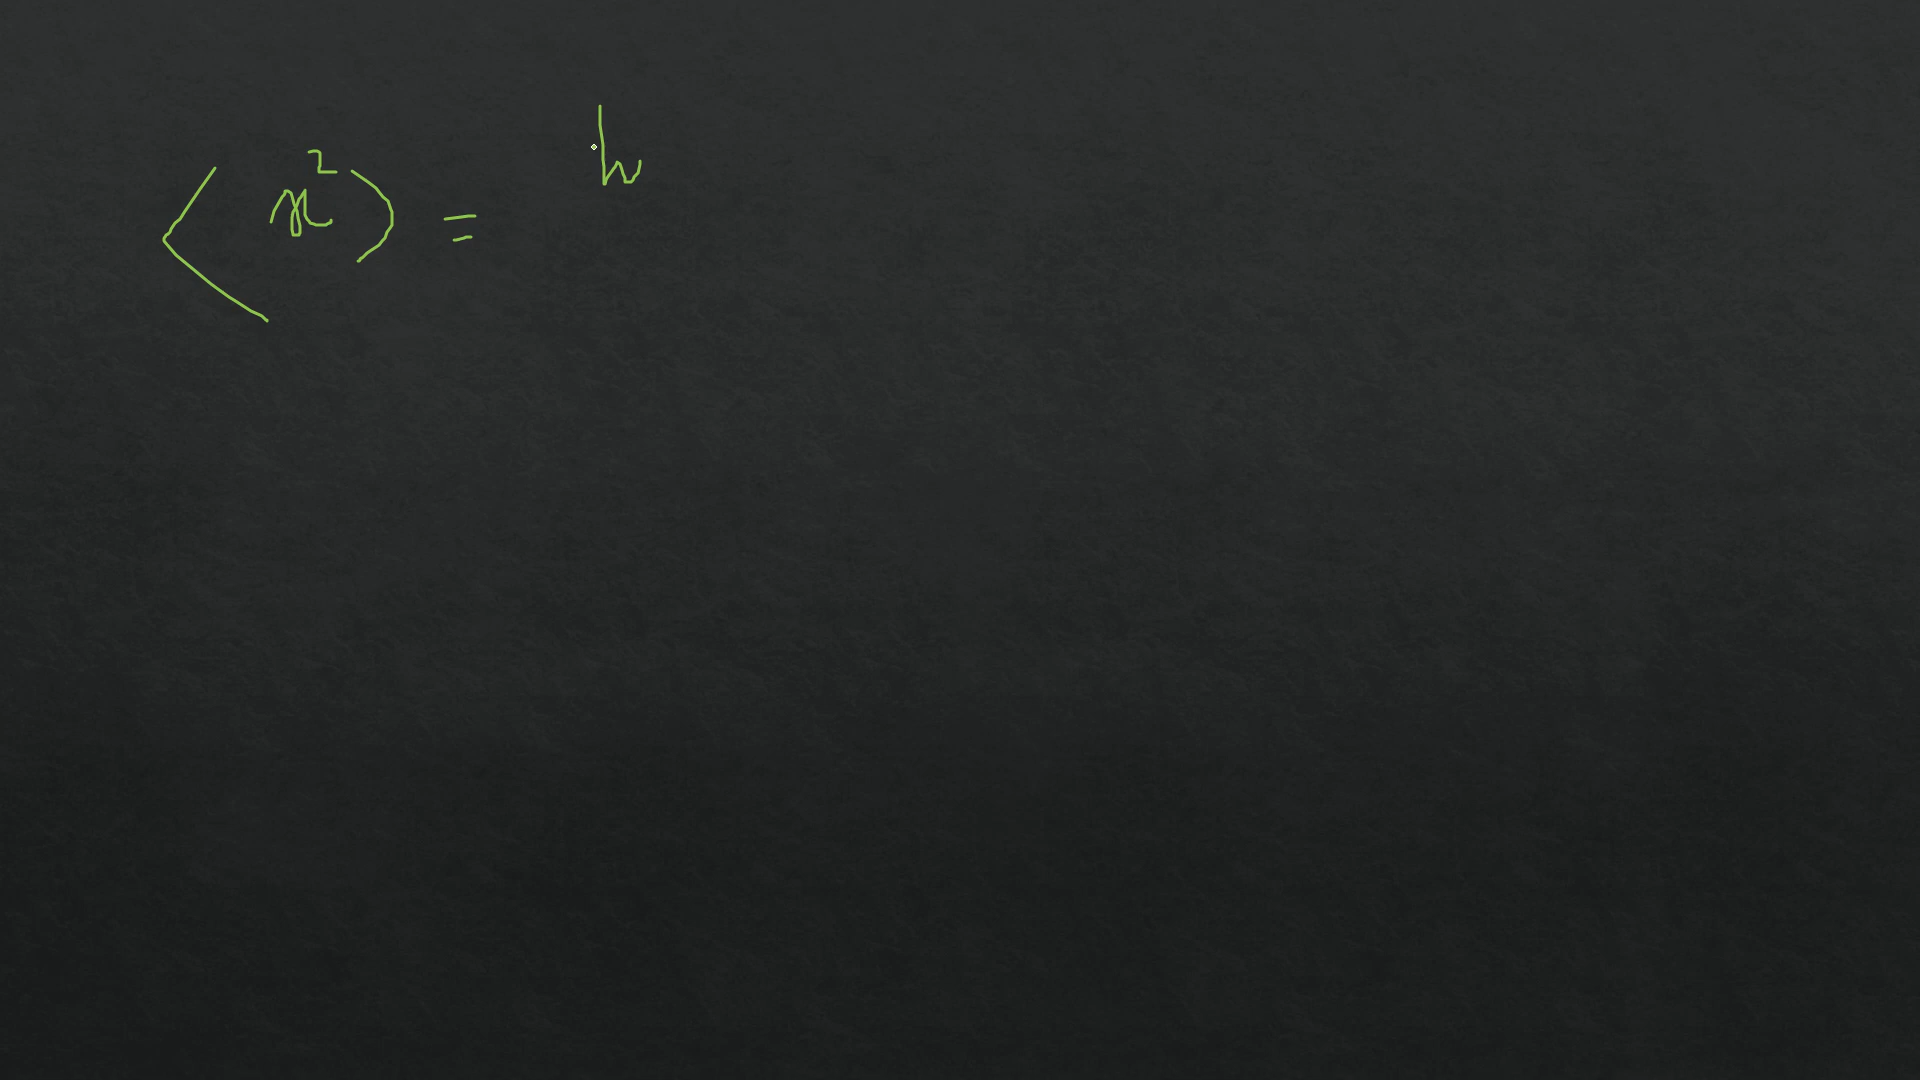 ⟨ x² ) = h